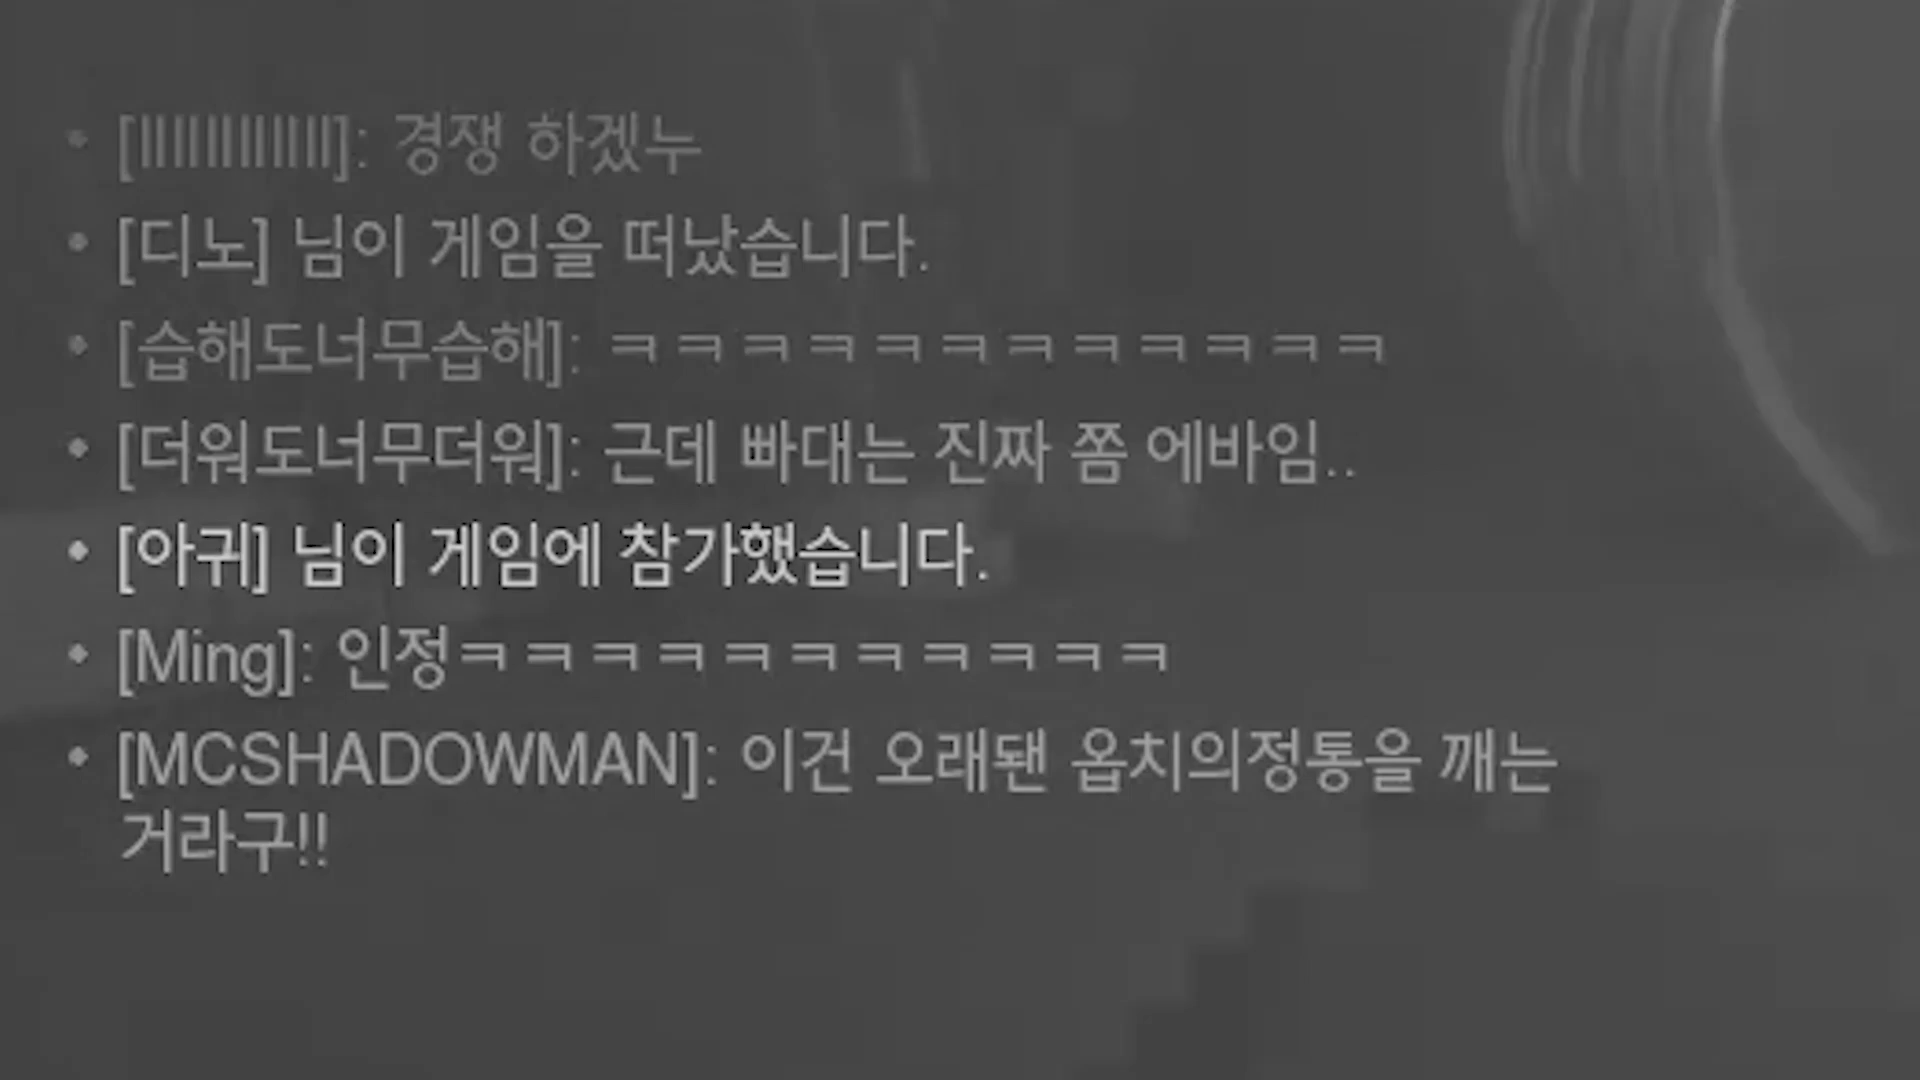 [llllllllllll]: 경쟁 하겠누
[디노] 님이 게임을 떠났습니다.
[습해도너무습해]: ㅋㅋㅋㅋㅋㅋㅋㅋㅋㅋㅋㅋ
[더워도너무더워]: 근데 빠대는 진짜 쫌 에바임..
[아귀] 님이 게임에 참가했습니다.
[Ming]: 인정ㅋㅋㅋㅋㅋㅋㅋㅋㅋㅋㅋ
[MCSHADOWMAN]: 이건 오래됀 옵치의정통을 깨는
거라구!!